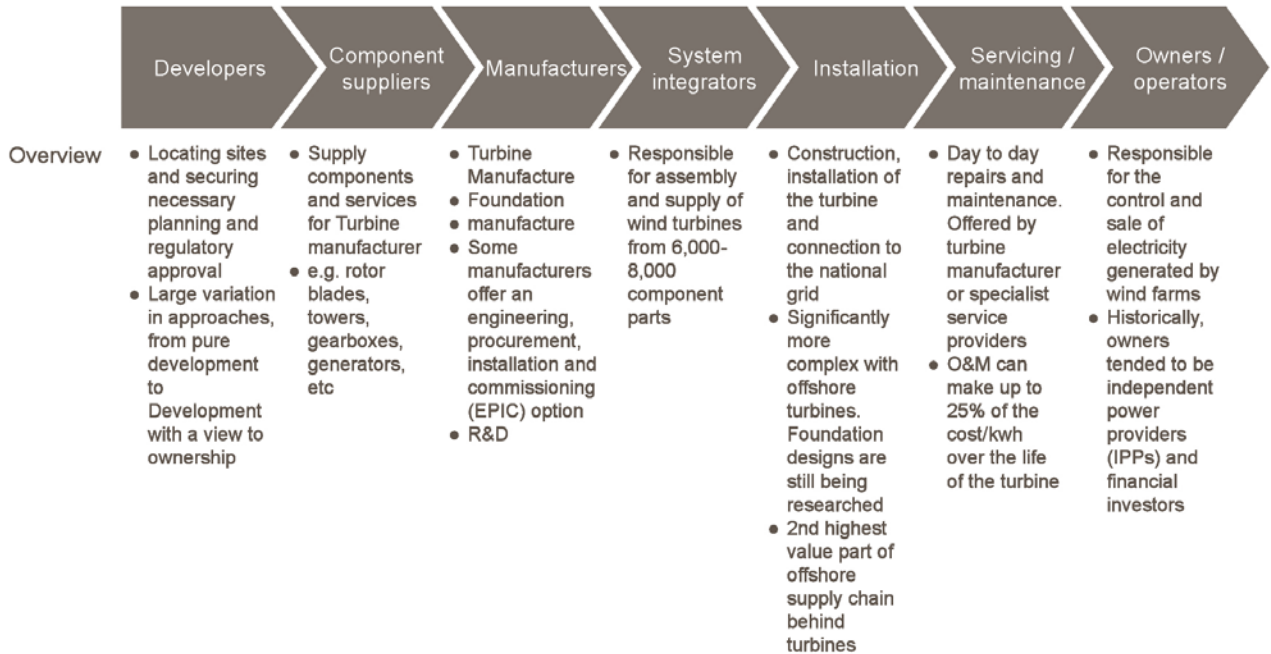 Developers
Component
suppliers
Manufacturers
System
integrators
Installation
Servicing /
maintenance
Owners /
operators
Overview
● Locating sites
and securing
necessary
planning and
regulatory
approval
● Large variation
in approaches,
from pure
development
to
Development
with a view to
ownership
● Supply
components
and services
for Turbine
manufacturer
● e.g. rotor
blades,
towers,
gearboxes,
generators,
etc
● Turbine
Manufacture
● Foundation
● manufacture
● Some
manufacturers
offer an
engineering,
procurement,
installation and
commissioning
(EPIC) option
● R&D
● Responsible
for assembly
and supply of
wind turbines
from 6,000-
8,000
component
parts
● Construction,
installation of
the turbine
and
connection to
the national
grid
● Significantly
more
complex with
offshore
turbines.
Foundation
designs are
still being
researched
● 2nd highest
value part of
offshore
supply chain
behind
turbines
● Day to day
repairs and
maintenance.
Offered by
turbine
manufacturer
or specialist
service
providers
● O&M can
make up to
25% of the
cost/kwh
over the life
of the turbine
● Responsible
for the
control and
sale of
electricity
generated by
wind farms
● Historically,
owners
tended to be
independent
power
providers
(IPPs) and
financial
investors